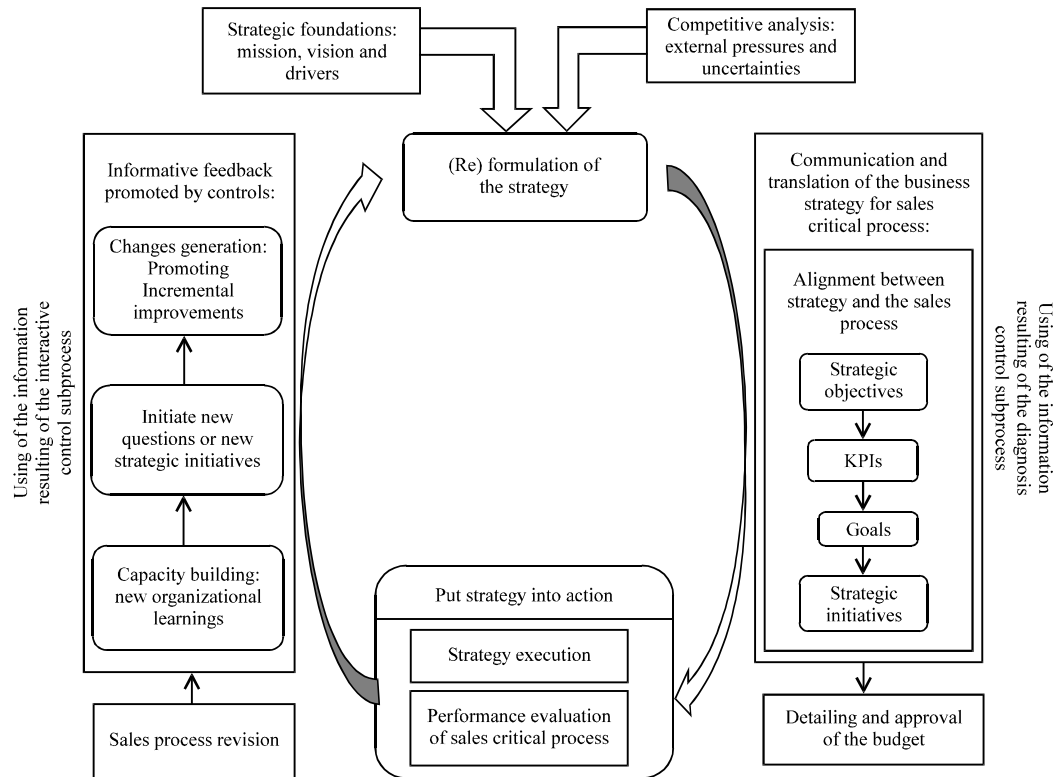 Strategic foundations:
mission, vision and
drivers
Competitive analysis:
external pressures and
uncertainties
(Re) formulation of
the strategy
Informative feedback
promoted by controls:
Changes generation:
Promoting
Incremental
improvements
Initiate new
questions or new
strategic initiatives
Capacity building:
new organizational
learnings
Sales process revision
Using of the information
resulting of the interactive
control subprocess
Put strategy into action
Strategy execution
Performance evaluation
of sales critical process
Communication and
translation of the business
strategy for sales
critical process:
Alignment between
strategy and the sales
process
Strategic
objectives
KPIs
Goals
Strategic
initiatives
Detailing and approval
of the budget
Using of the information
resulting of the diagnosis
control subprocess